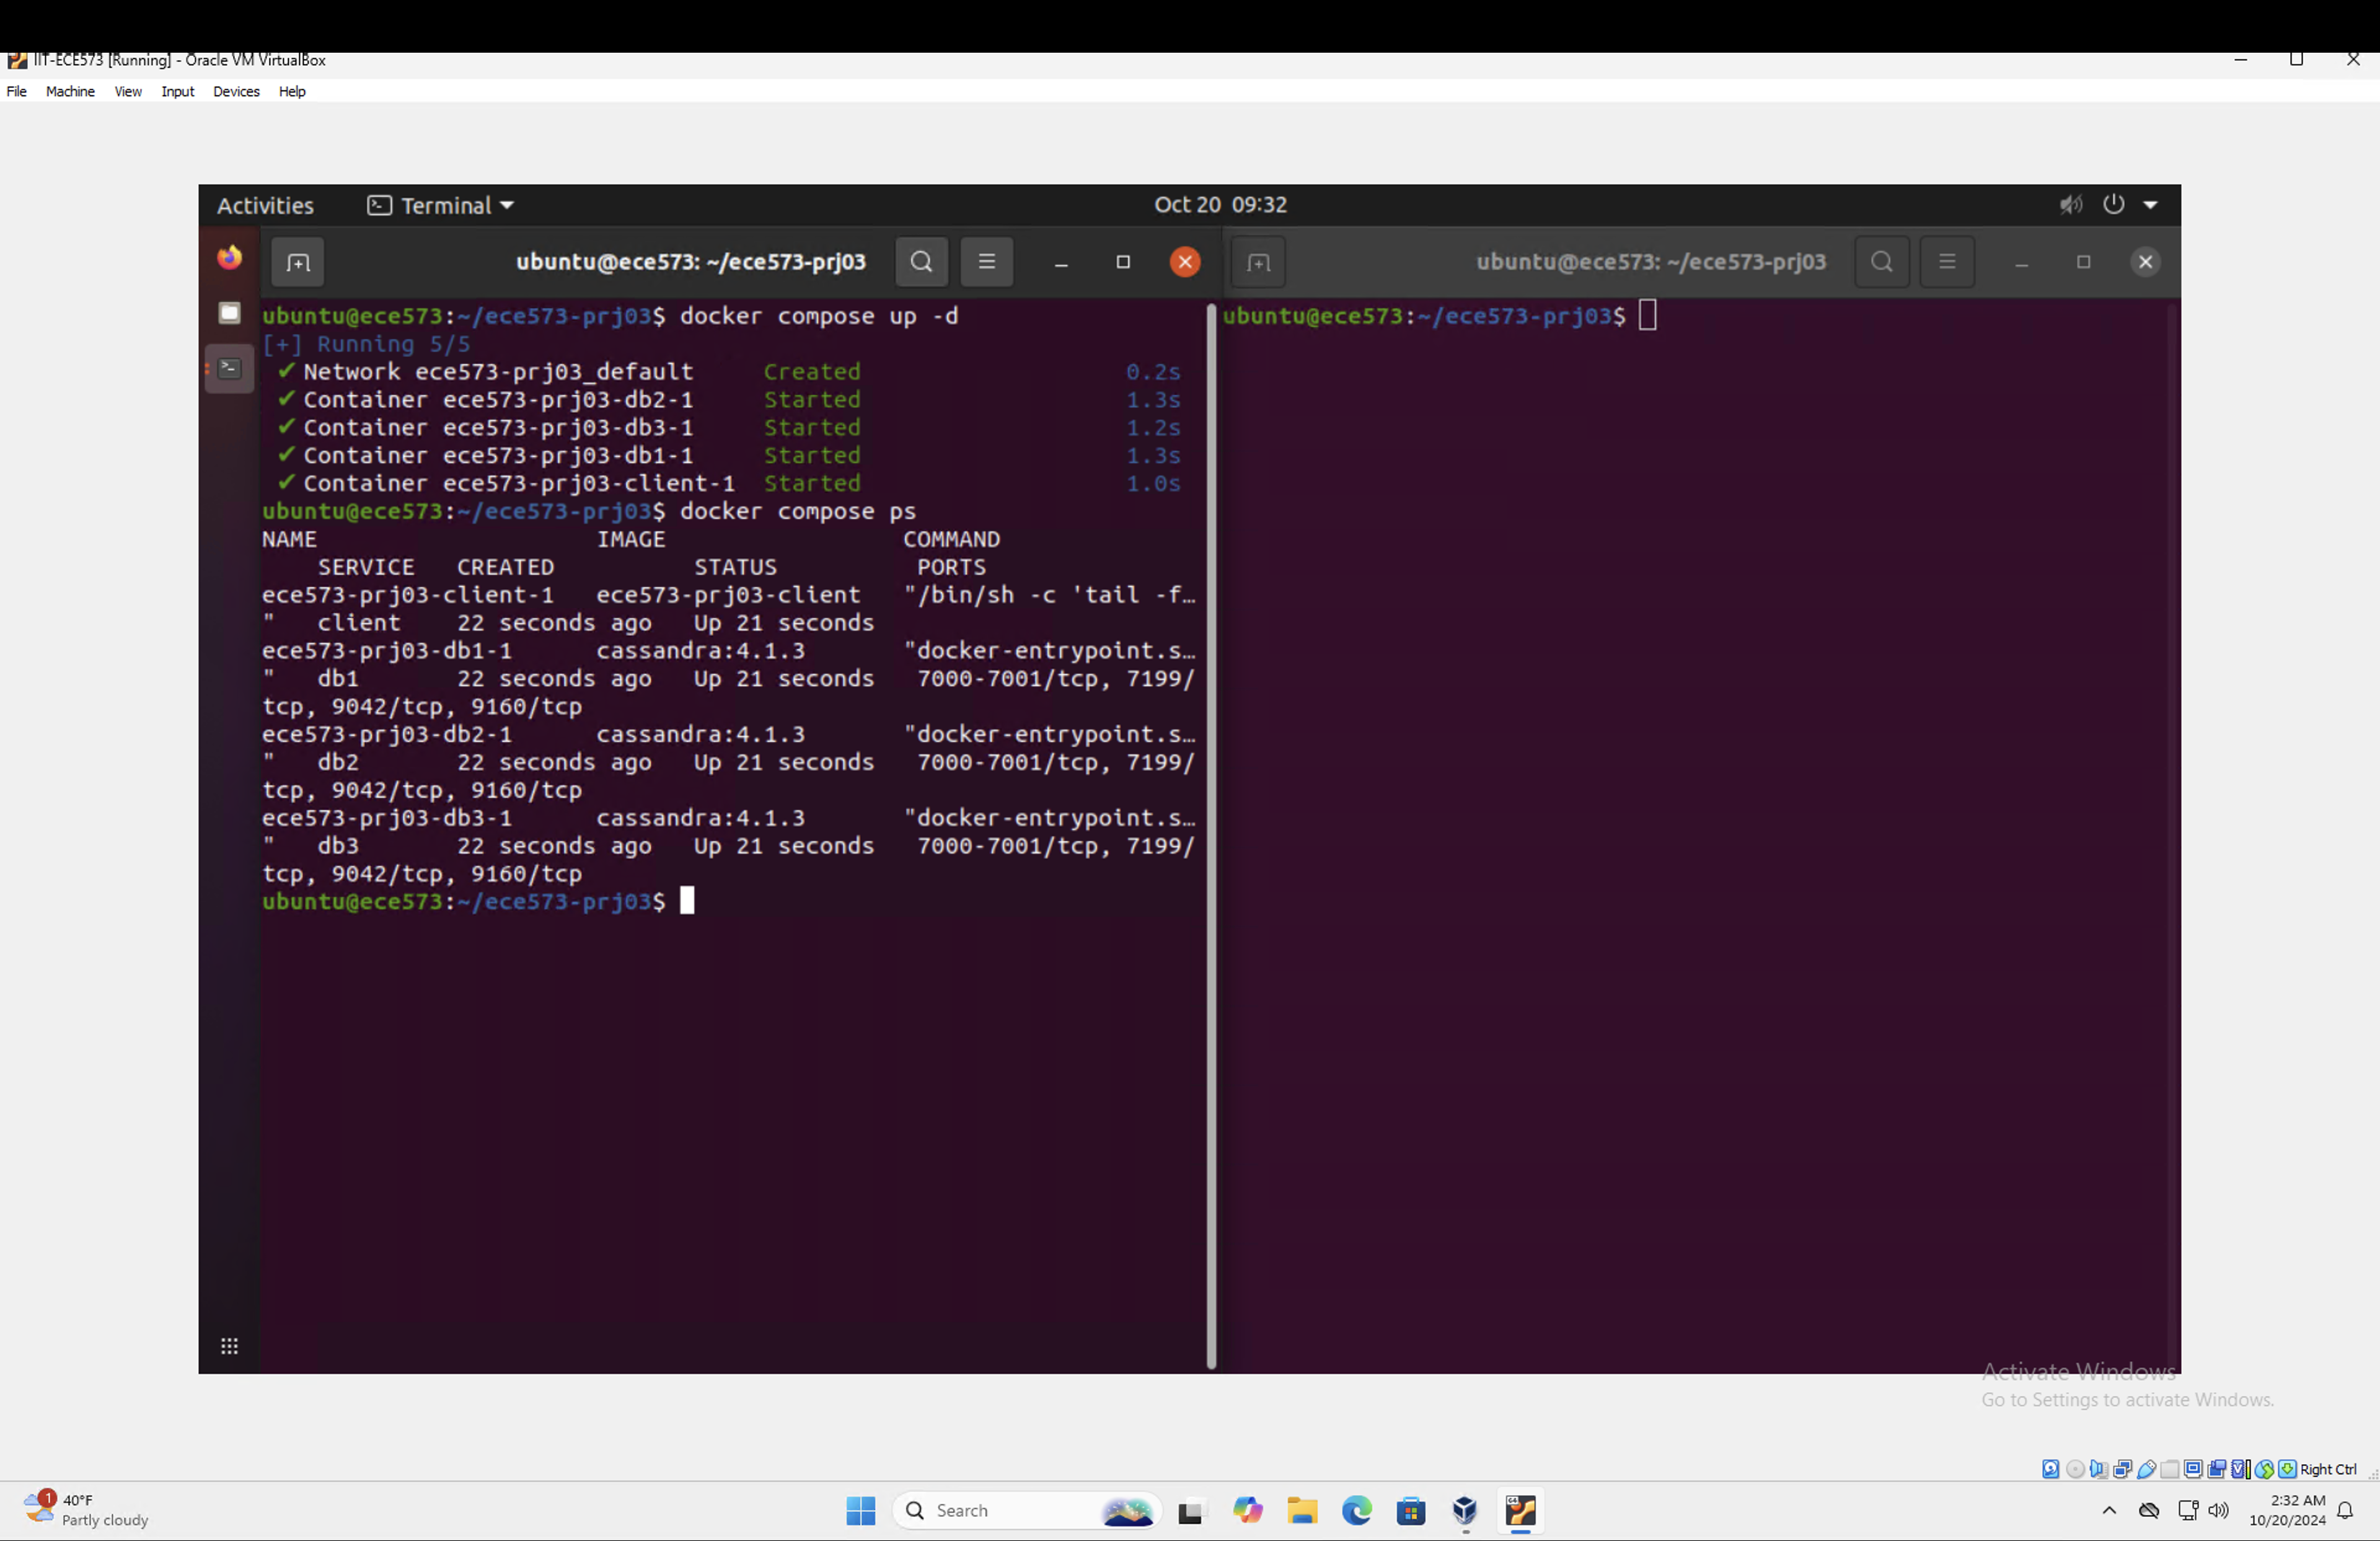 IIT-ECE573 [Running] - Oracle VM VirtualBox
File Machine View Input Devices Help
Activities Terminal Oct 20 09:32
ubuntu@ece573: ~/ece573-prj03
ubuntu@ece573:~/ece573-prj03$ docker compose up -d
[+] Running 5/5
✔ Network ece573-prj03_default Created 0.2s
✔ Container ece573-prj03-db2-1 Started 1.3s
✔ Container ece573-prj03-db3-1 Started 1.2s
✔ Container ece573-prj03-db1-1 Started 1.3s
✔ Container ece573-prj03-client-1 Started 1.0s
ubuntu@ece573:~/ece573-prj03$ docker compose ps
NAME IMAGE COMMAND
SERVICE CREATED STATUS PORTS
ece573-prj03-client-1 ece573-prj03-client "/bin/sh -c 'tail -f…
" client 22 seconds ago Up 21 seconds
ece573-prj03-db1-1 cassandra:4.1.3 "docker-entrypoint.s…
" db1 22 seconds ago Up 21 seconds 7000-7001/tcp, 7199/
tcp, 9042/tcp, 9160/tcp
ece573-prj03-db2-1 cassandra:4.1.3 "docker-entrypoint.s…
" db2 22 seconds ago Up 21 seconds 7000-7001/tcp, 7199/
tcp, 9042/tcp, 9160/tcp
ece573-prj03-db3-1 cassandra:4.1.3 "docker-entrypoint.s…
" db3 22 seconds ago Up 21 seconds 7000-7001/tcp, 7199/
tcp, 9042/tcp, 9160/tcp
ubuntu@ece573:~/ece573-prj03$
ubuntu@ece573: ~/ece573-prj03
ubuntu@ece573:~/ece573-prj03$
Activate Windows
Go to Settings to activate Windows.
Right Ctrl
1
40°F
Partly cloudy
Search
2:32 AM
10/20/2024